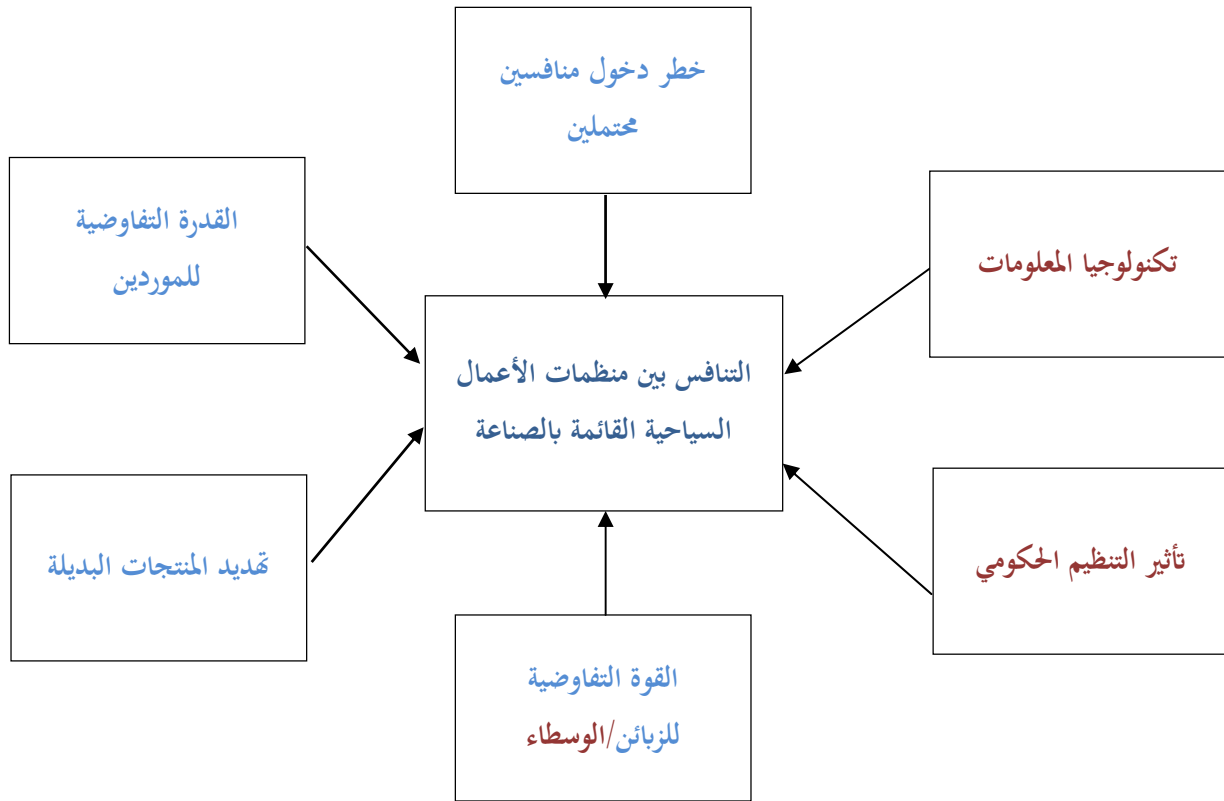 خطر دخول منافسين
محتملين
تكنولوجيا المعلومات
القدرة التفاوضية
للموردين
التنافس بين منظمات الأعمال
السياحية القائمة بالصناعة
تأثير التنظيم الحكومي
تهديد المنتجات البديلة
القوة التفاوضية
للزبائن/الوسطاء